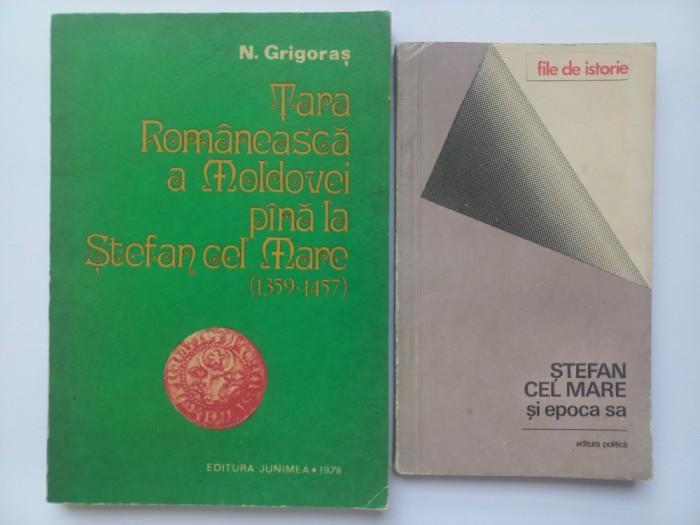 N. Grigoraș
Țara
Românească
a Moldovei
pînă la
Ștefan cel Mare
(1359-1457)
EDITURA JUNIMEA • 1978
file de istorie
ȘTEFAN
CEL MARE
și epoca sa
editura politică